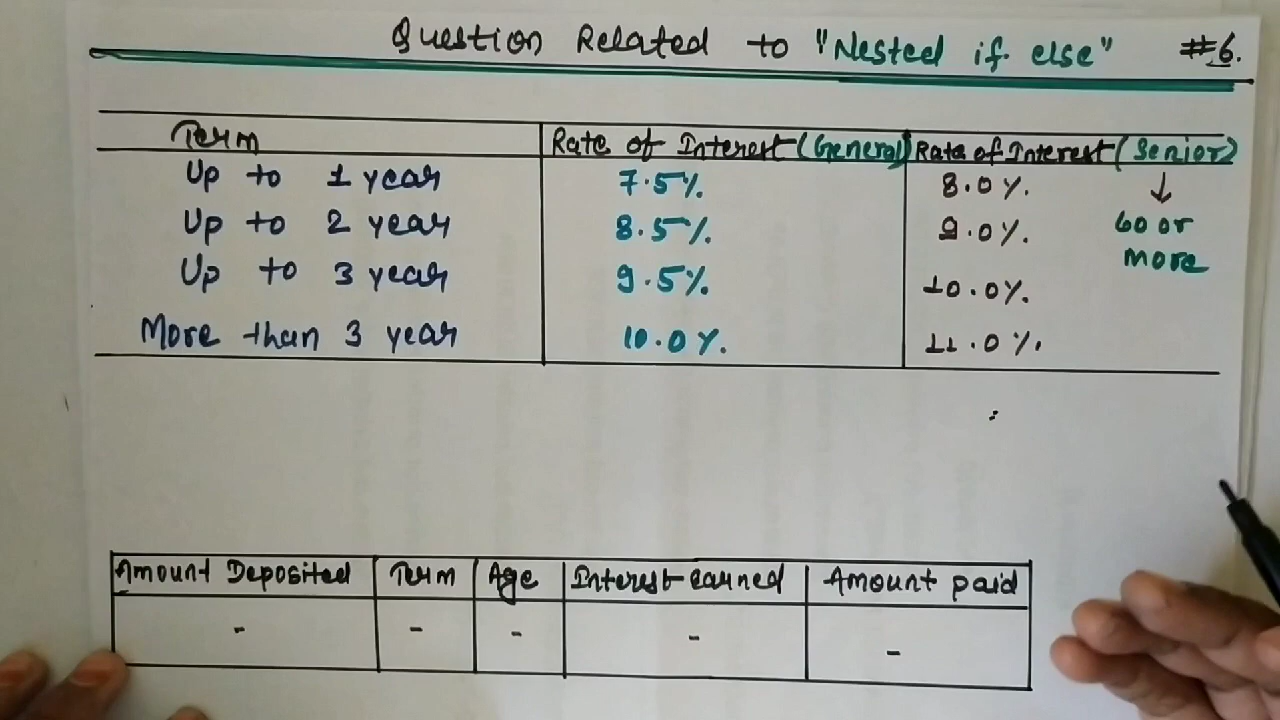 Question Related to "Nested if else" #6.
Term Rate of Interest (General) Rate of Interest (Senior)
Up to 1 year 7.5% 8.0%
Up to 2 year 8.5% 9.0% 60 or
more
Up to 3 year 9.5% 10.0%
More than 3 year 10.0% 11.0%
Amount Deposited Term Age Interest earned Amount paid
- - - - -